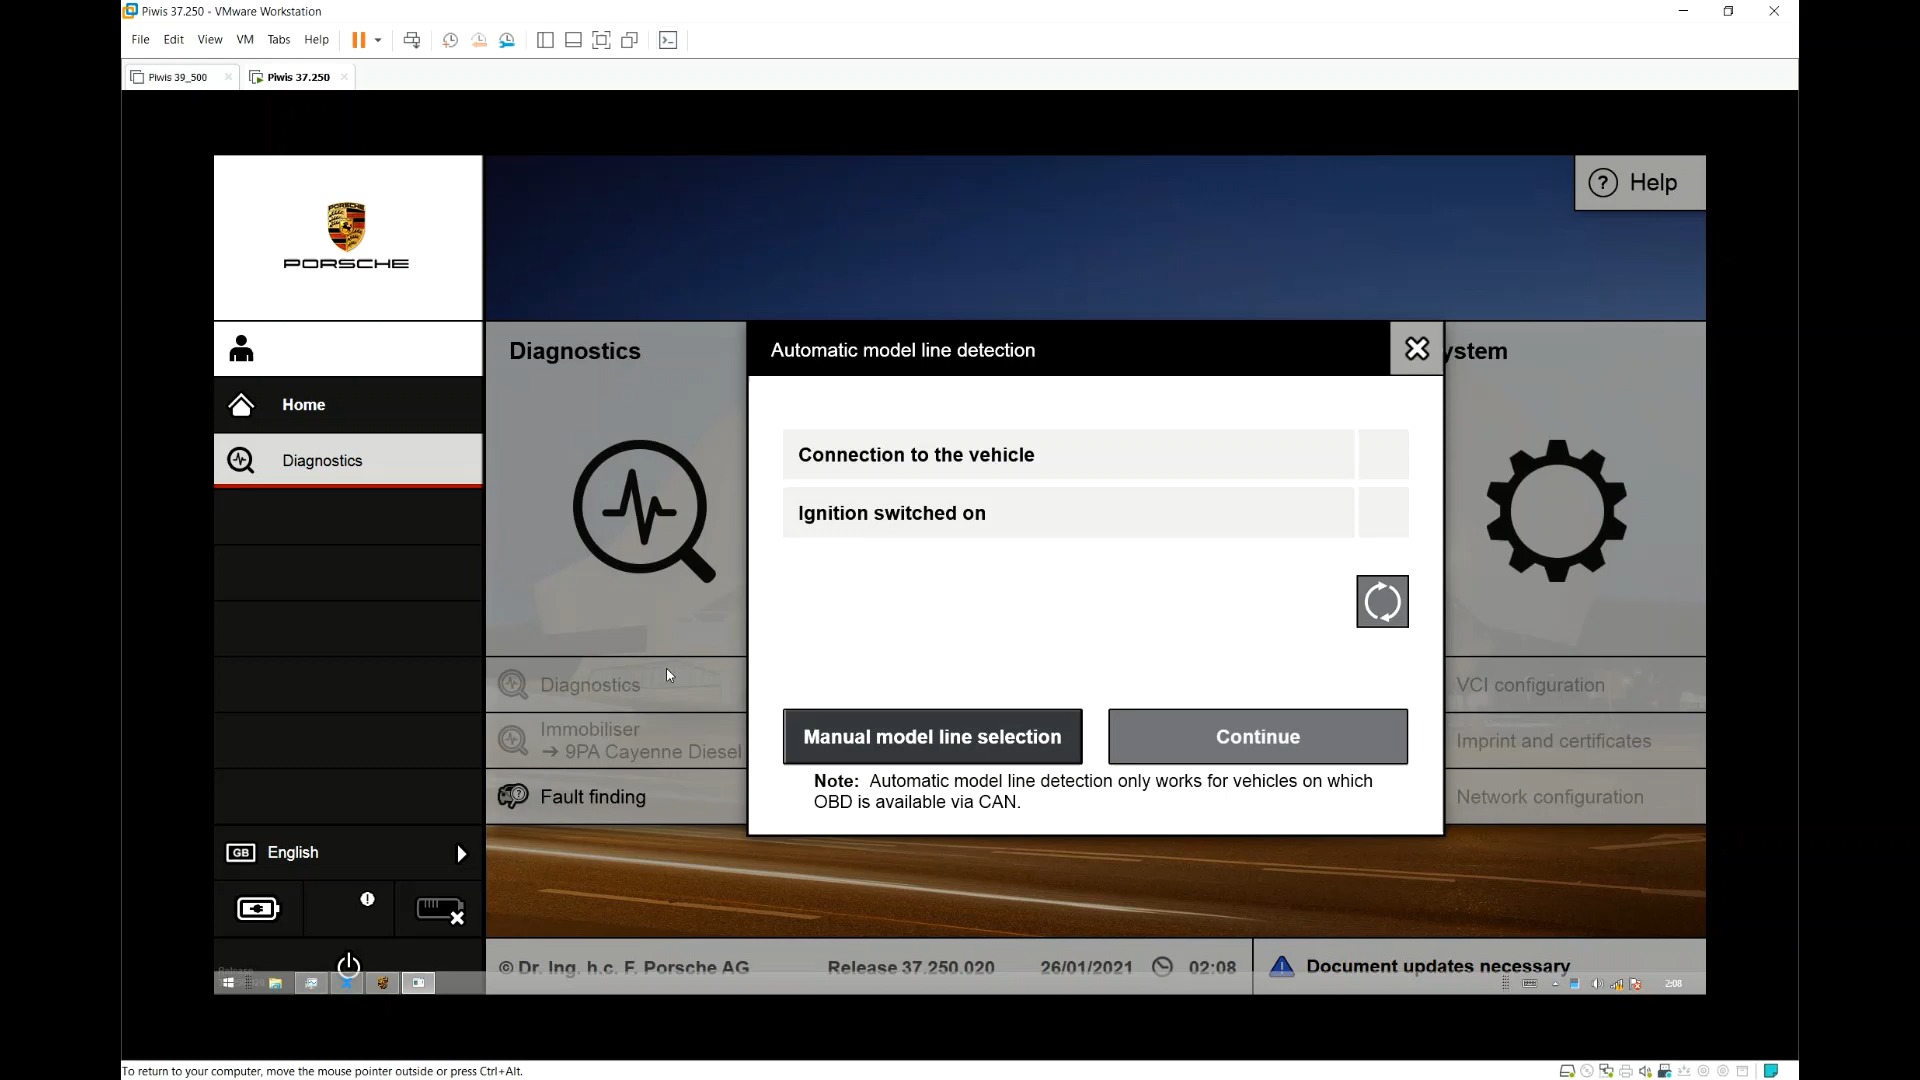 Piwis 37.250 - VMware Workstation
File Edit View VM Tabs Help
Piwis 39_500
Piwis 37.250
PORSCHE
PORSCHE
? Help
Diagnostics
Automatic model line detection
ystem
Home
Connection to the vehicle
Diagnostics
Ignition switched on
Diagnostics
VCI configuration
Immobiliser
→ 9PA Cayenne Diesel
Manual model line selection
Continue
Imprint and certificates
Note: Automatic model line detection only works for vehicles on which
OBD is available via CAN.
Fault finding
Network configuration
GB English
© Dr. Ing. h.c. F. Porsche AG
Release 37.250.020
26/01/2021
02:08
Document updates necessary
2:08
To return to your computer, move the mouse pointer outside or press Ctrl+Alt.